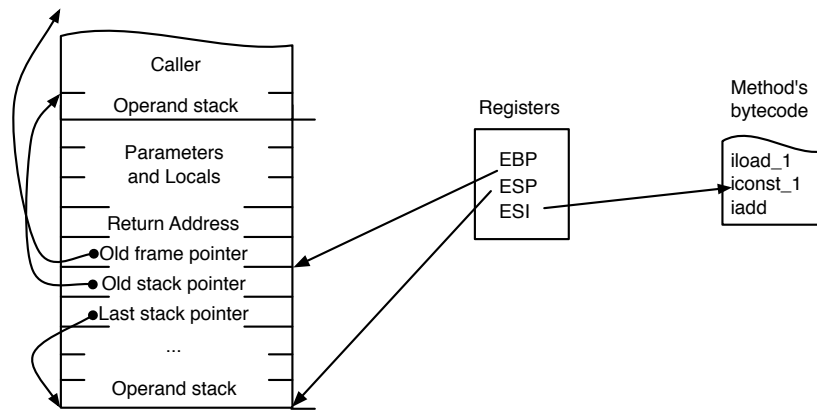 Caller
Operand stack
Parameters
and Locals
Return Address
Old frame pointer
Old stack pointer
Last stack pointer
...
Operand stack
Registers
EBP
ESP
ESI
Method's
bytecode
iload_1
iconst_1
iadd